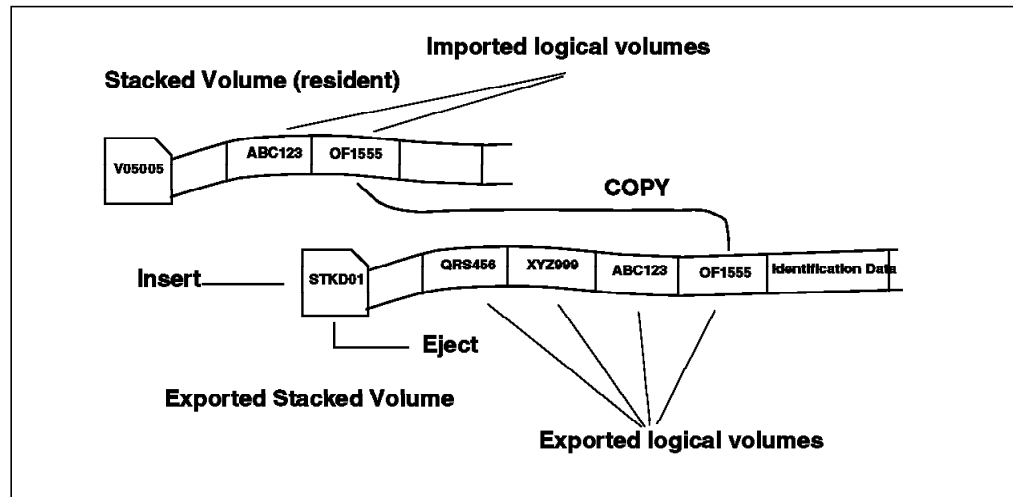 Imported logical volumes
Stacked Volume (resident)
V05005
ABC123
OF1555
COPY
Insert
STKD01
QRS456
XYZ999
ABC123
OF1555
Identification Data
Eject
Exported Stacked Volume
Exported logical volumes